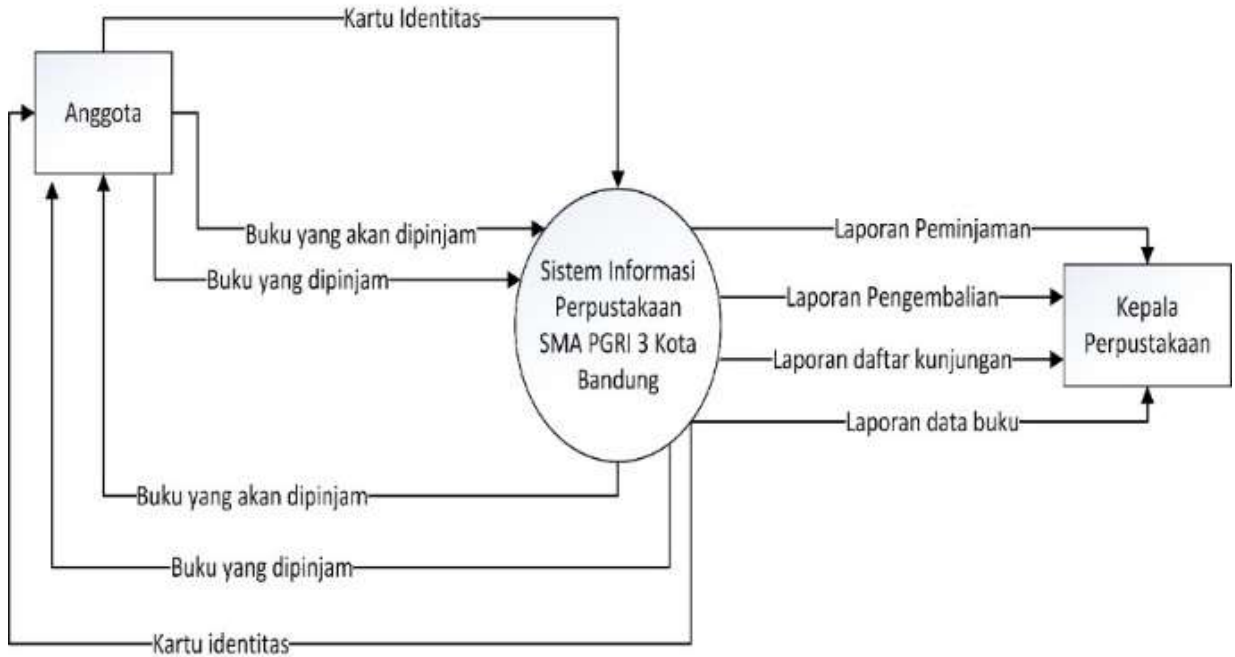 Kartu Identitas
Anggota
Buku yang akan dipinjam
Buku yang dipinjam
Sistem Informasi
Perpustakaan
SMA PGRI 3 Kota
Bandung
Laporan Peminjaman
Laporan Pengembalian
Laporan daftar kunjungan
Laporan data buku
Kepala
Perpustakaan
Buku yang akan dipinjam
Buku yang dipinjam
Kartu identitas